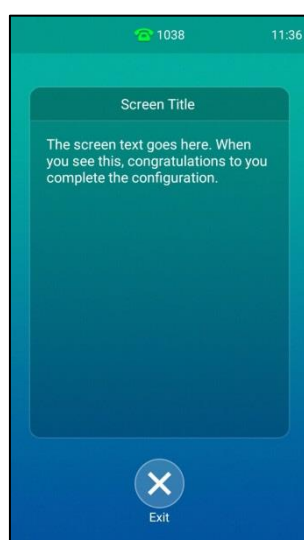 1038 11:36
Screen Title
The screen text goes here. When
you see this, congratulations to you
complete the configuration.
Exit